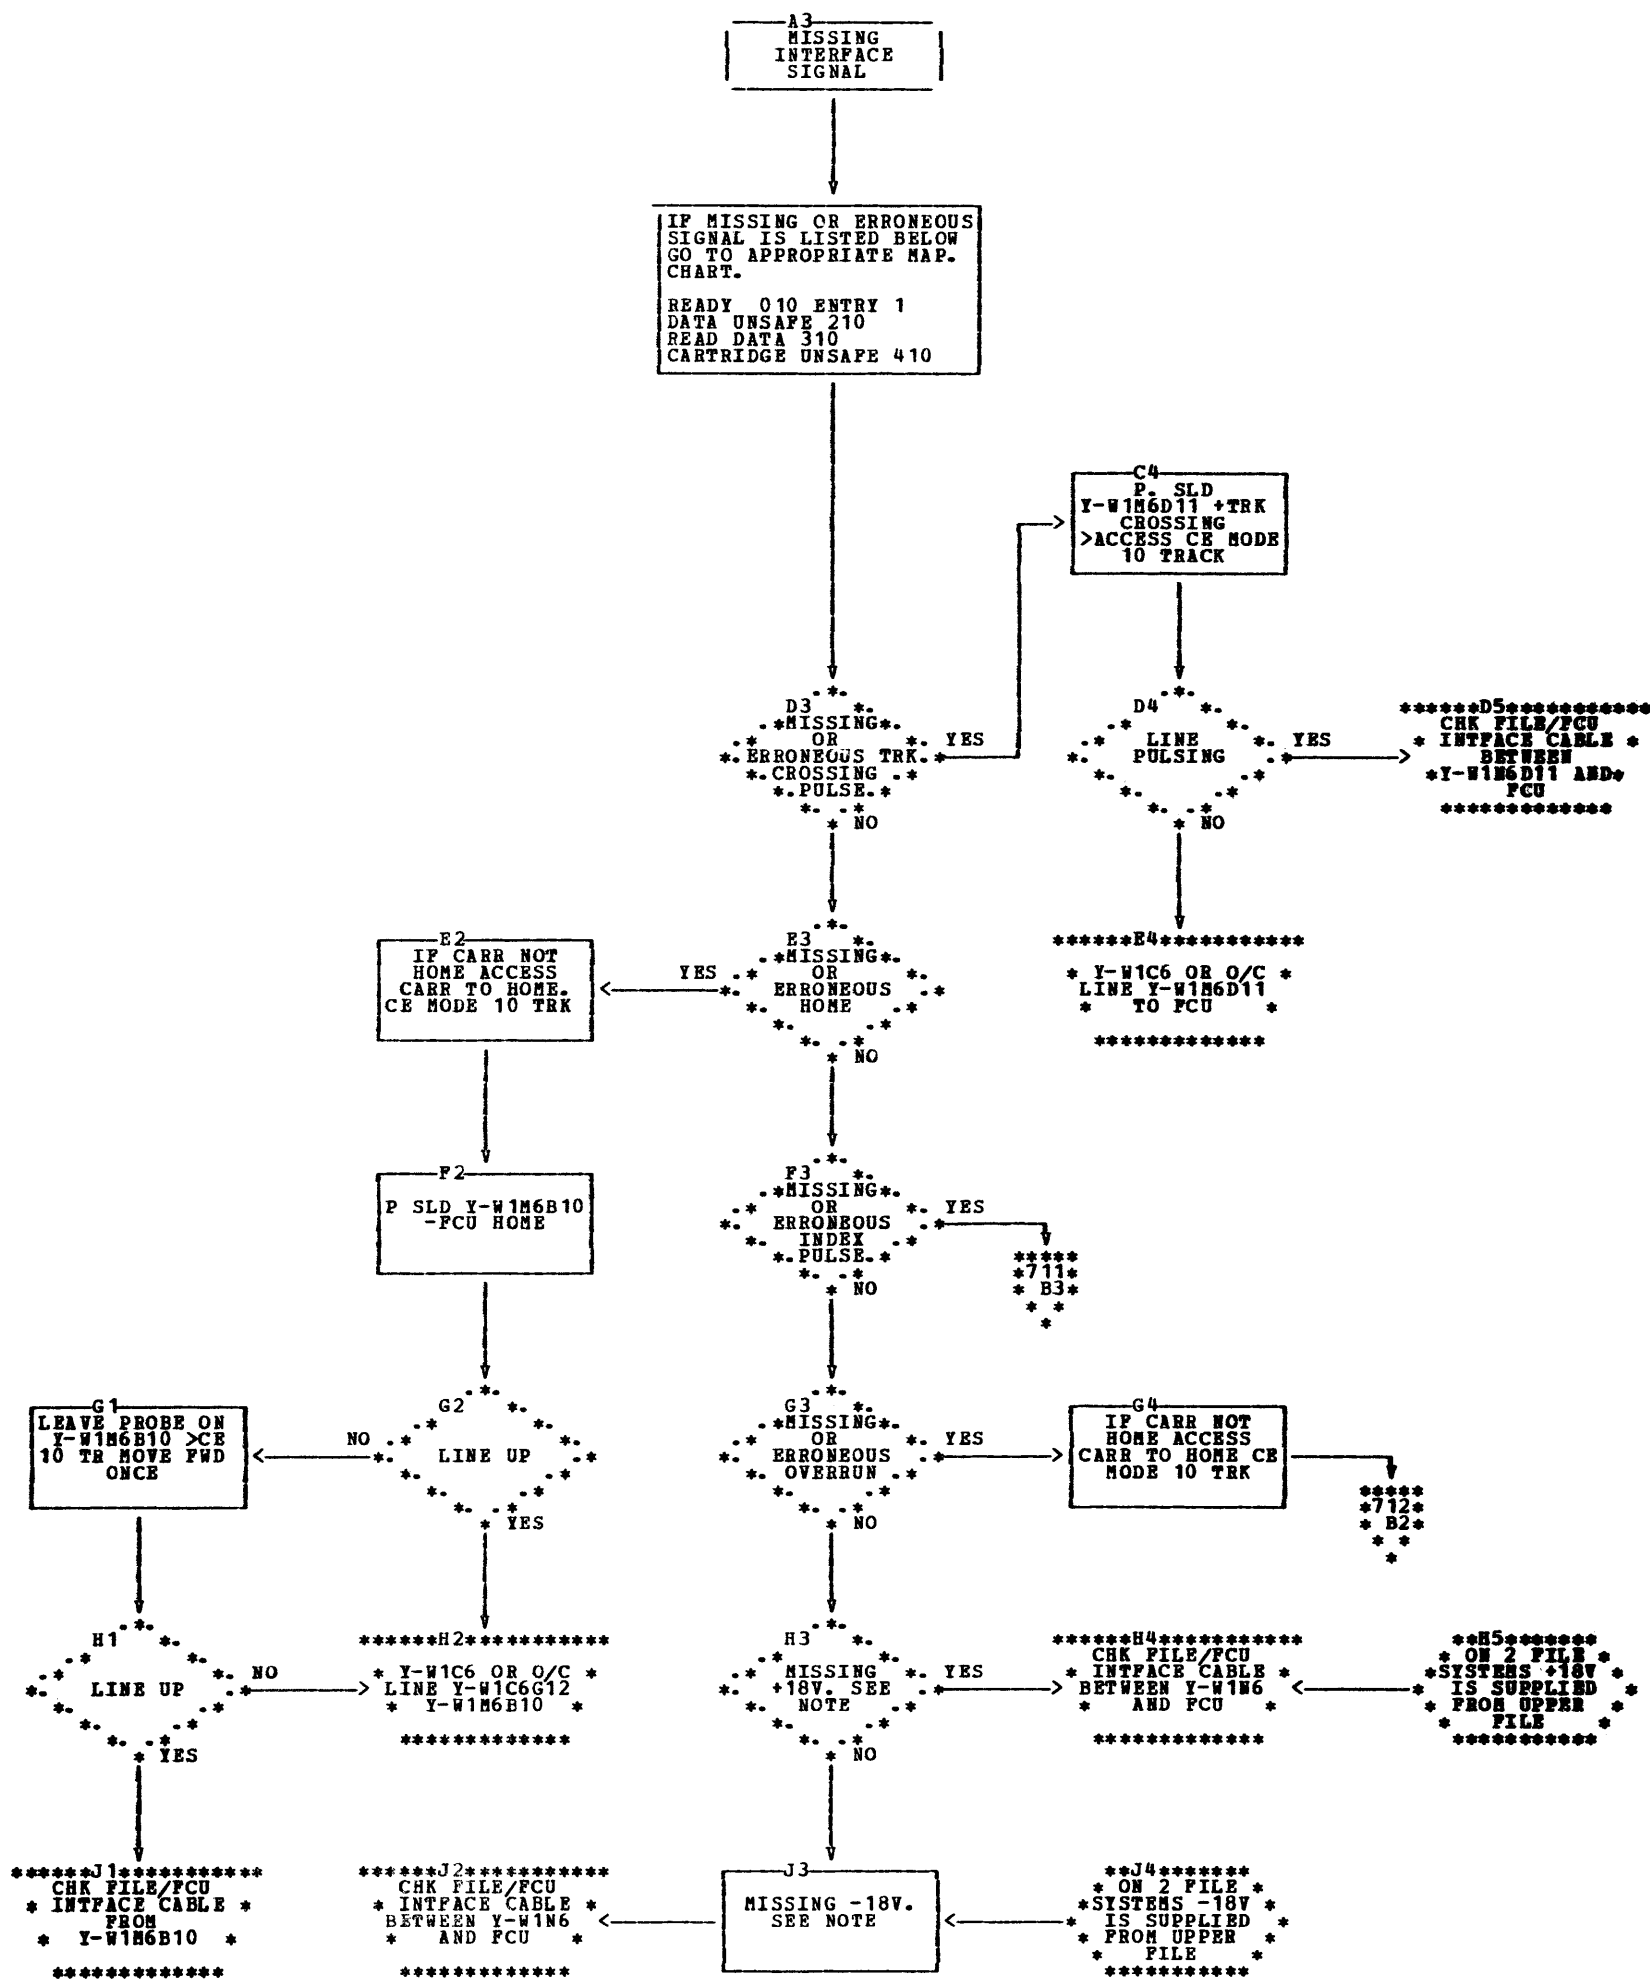 A3
MISSING
INTERFACE
SIGNAL
IF MISSING OR ERRONEOUS
SIGNAL IS LISTED BELOW
GO TO APPROPRIATE MAP.
CHART.
READY 010 ENTRY 1
DATA UNSAFE 210
READ DATA 310
CARTRIDGE UNSAFE 410
C4
P. SLD
Y-W1M6D11 +TRK
CROSSING
>ACCESS CE MODE
10 TRACK
D3
MISSING
OR
ERRONEOUS TRK.
CROSSING
PULSE.
YES
NO
D4
LINE
PULSING
YES
NO
D5
CHK FILE/FCU
INTFACE CABLE
BETWEEN
Y-W1M6D11 AND
FCU
E2
IF CARR NOT
HOME ACCESS
CARR TO HOME.
CE MODE 10 TRK
E3
MISSING
OR
ERRONEOUS
HOME
YES
NO
E4
Y-W1C6 OR O/C
LINE Y-W1M6D11
TO FCU
F2
P SLD Y-W1M6B10
-FCU HOME
F3
MISSING
OR
ERRONEOUS
INDEX
PULSE.
YES
NO
711
B3
G1
LEAVE PROBE ON
Y-W1M6B10 >CE
10 TR MOVE FWD
ONCE
G2
LINE UP
NO
YES
G3
MISSING
OR
ERRONEOUS
OVERRUN
YES
NO
G4
IF CARR NOT
HOME ACCESS
CARR TO HOME CE
MODE 10 TRK
712
B2
H1
LINE UP
NO
YES
H2
Y-W1C6 OR O/C
LINE Y-W1C6G12
Y-W1M6B10
H3
MISSING
+18V. SEE
NOTE
YES
NO
H4
CHK FILE/FCU
INTFACE CABLE
BETWEEN Y-W1N6
AND FCU
H5
ON 2 FILE
SYSTEMS +18V
IS SUPPLIED
FROM UPPER
FILE
J1
CHK FILE/FCU
INTFACE CABLE
FROM
Y-W1M6B10
J2
CHK FILE/FCU
INTFACE CABLE
BETWEEN Y-W1N6
AND FCU
J3
MISSING -18V.
SEE NOTE
J4
ON 2 FILE
SYSTEMS -18V
IS SUPPLIED
FROM UPPER
FILE